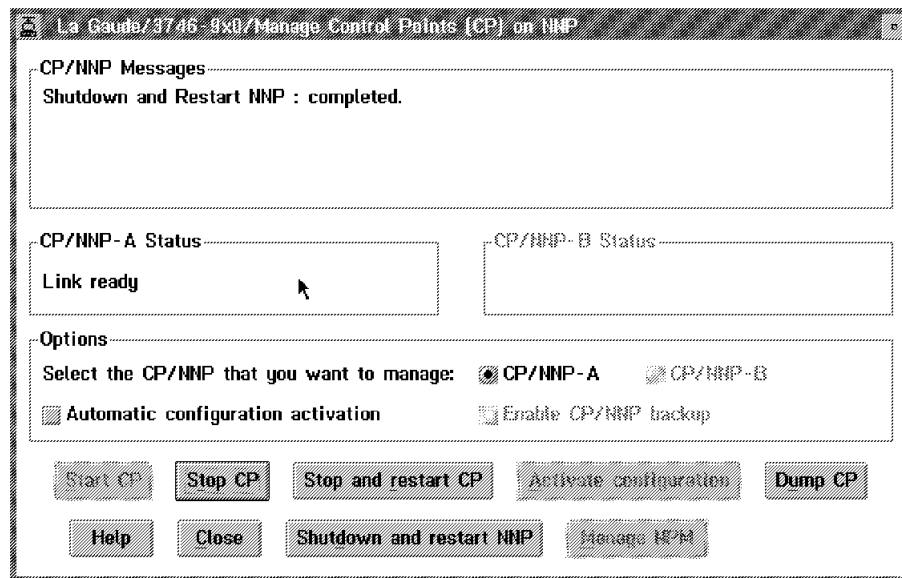 La Gaude/3746-9x0/Manage Control Points (CP) on NNP
CP/NNP Messages
Shutdown and Restart NNP : completed.
CP/NNP-A Status
CP/NNP-B Status
Link ready
Options
Select the CP/NNP that you want to manage: CP/NNP-A CP/NNP-B
Automatic configuration activation Enable CP/NNP backup
Start CP Stop CP Stop and restart CP Activate configuration Dump CP
Help Close Shutdown and restart NNP Manage NPM